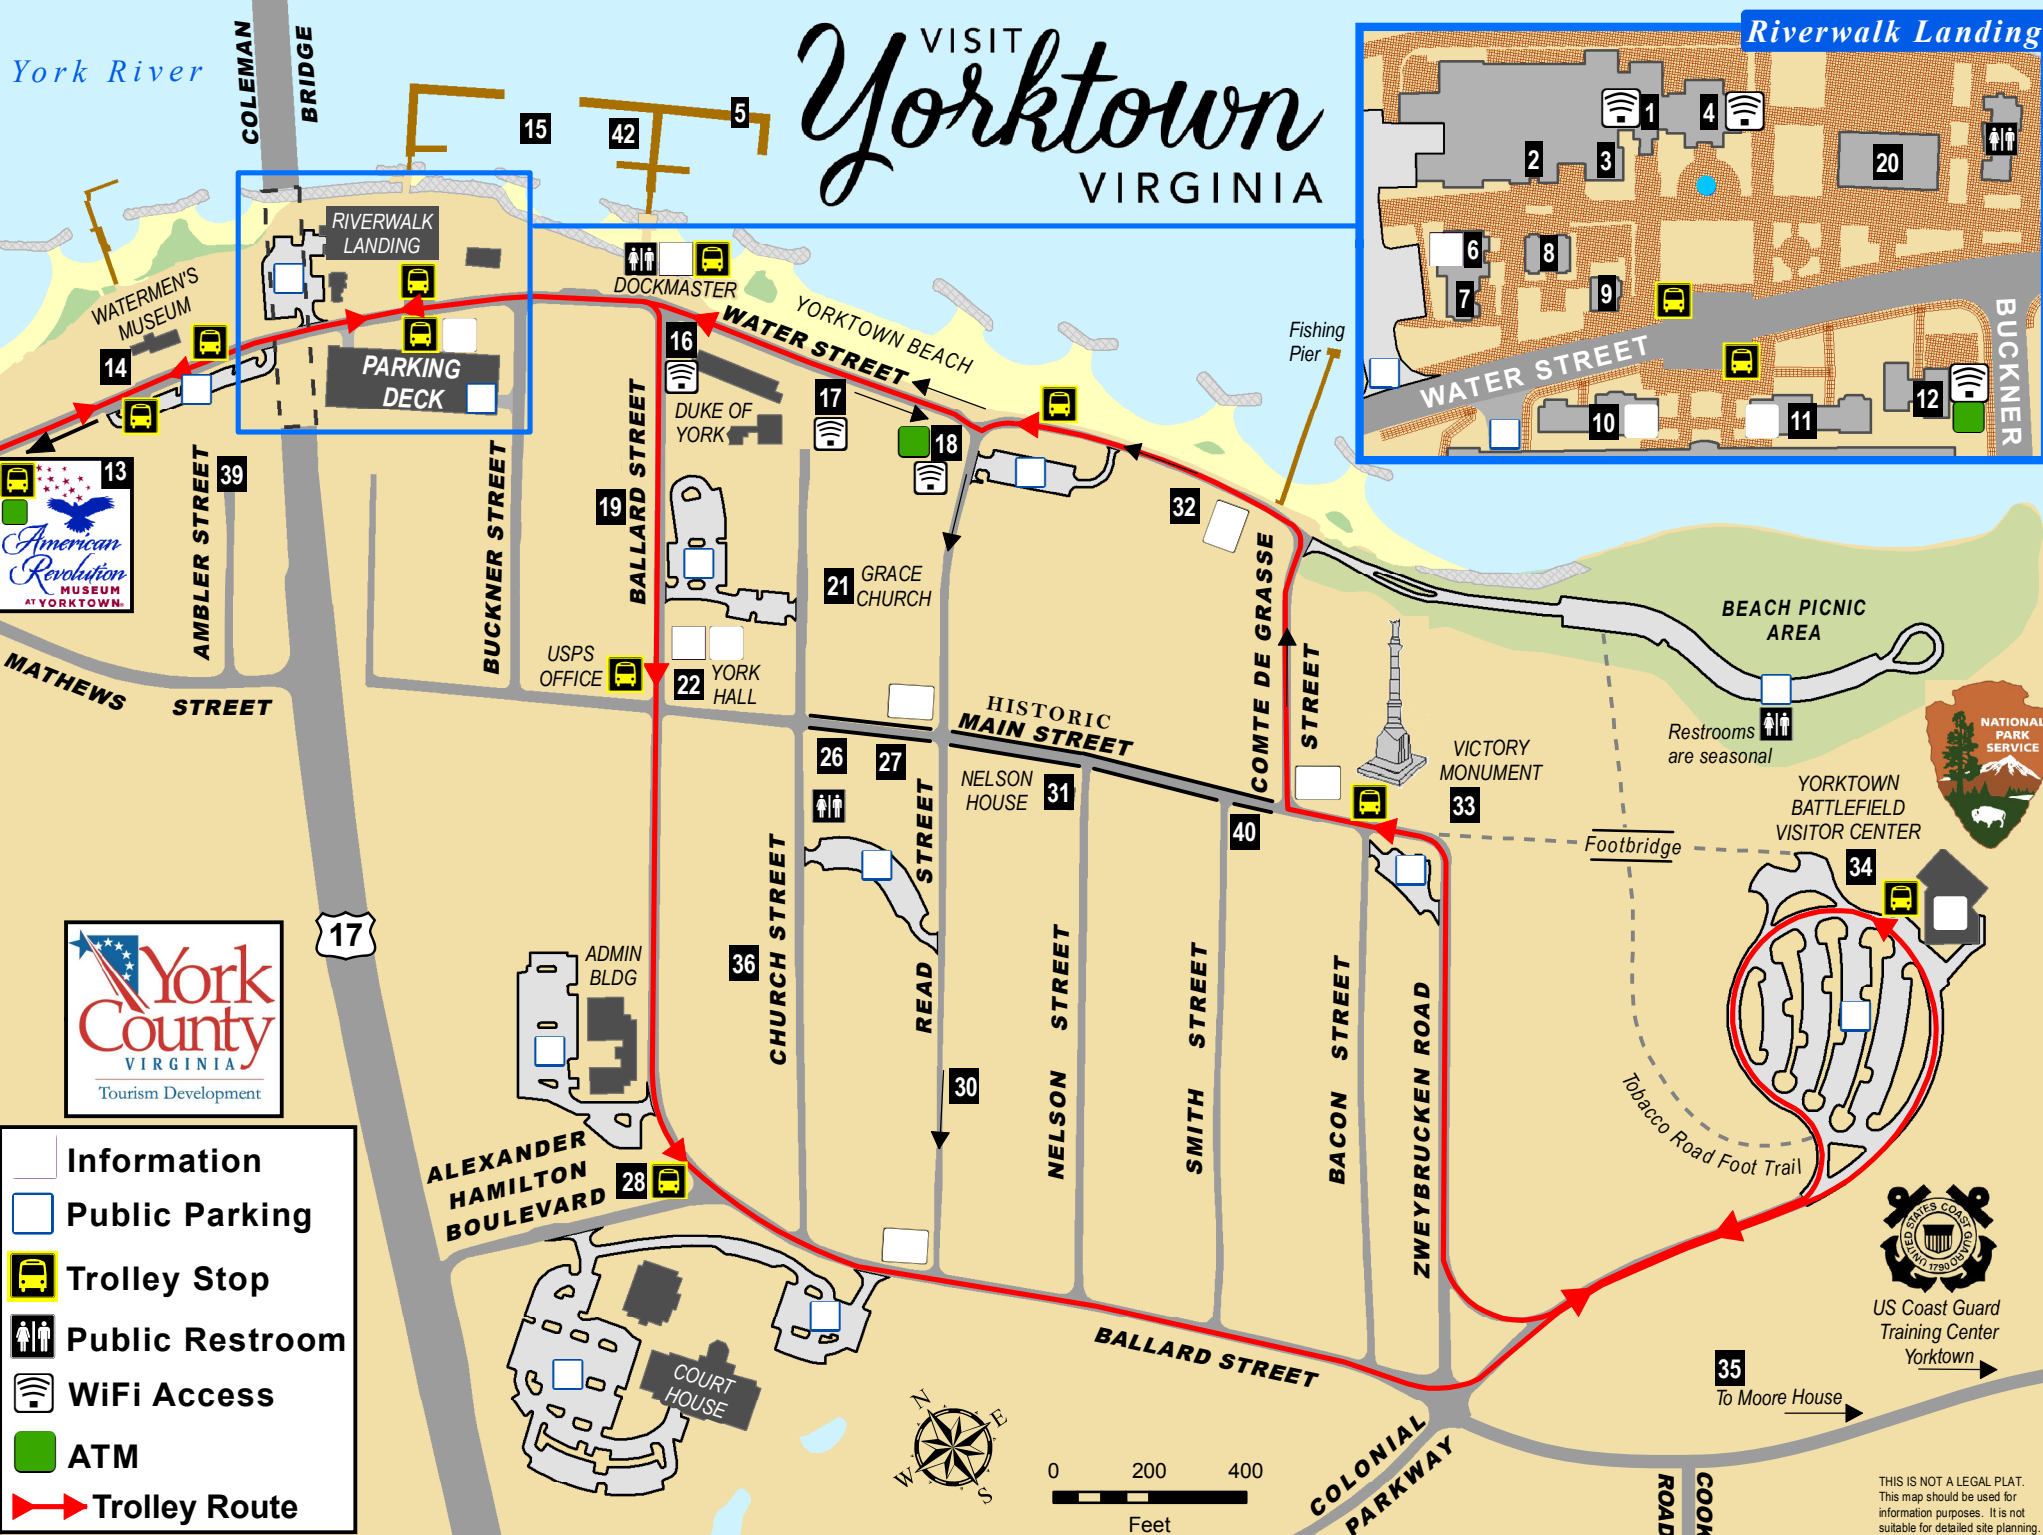 York River
COLEMAN
BRIDGE
VISIT
Yorktown
VIRGINIA
Riverwalk Landing
1
4
2
3
20
6
8
7
9
10
11
12
WATER STREET
BUCKNER
15
42
5
RIVERWALK
LANDING
DOCKMASTER
WATERMEN'S
MUSEUM
14
PARKING
DECK
16
WATER STREET
YORKTOWN BEACH
Fishing
Pier
DUKE OF
YORK
17
18
13
American
Revolution
MUSEUM
AT YORKTOWN
39
AMBLER STREET
BUCKNER STREET
19
BALLARD STREET
32
21
GRACE
CHURCH
COMTE DE GRASSE
STREET
BEACH PICNIC
AREA
MATHEWS
STREET
USPS
OFFICE
22
YORK
HALL
HISTORIC
MAIN STREET
26
27
NELSON
HOUSE
31
40
VICTORY
MONUMENT
33
Restrooms
are seasonal
NATIONAL
PARK
SERVICE
YORKTOWN
BATTLEFIELD
VISITOR CENTER
34
Footbridge
17
York
County
VIRGINIA
Tourism Development
ADMIN
BLDG
36
CHURCH STREET
READ STREET
30
NELSON STREET
SMITH STREET
BACON STREET
ZWEYBRUCKEN ROAD
Tobacco Road Foot Trail
ALEXANDER
HAMILTON
BOULEVARD
28
COURT
HOUSE
BALLARD STREET
UNITED STATES COAST GUARD
1790
US Coast Guard
Training Center
Yorktown
35
To Moore House
COLONIAL
PARKWAY
COOK
ROAD
N
E
S
W
0 200 400
Feet
Information
Public Parking
Trolley Stop
Public Restroom
WiFi Access
ATM
Trolley Route
THIS IS NOT A LEGAL PLAT.
This map should be used for
information purposes. It is not
suitable for detailed site planning.